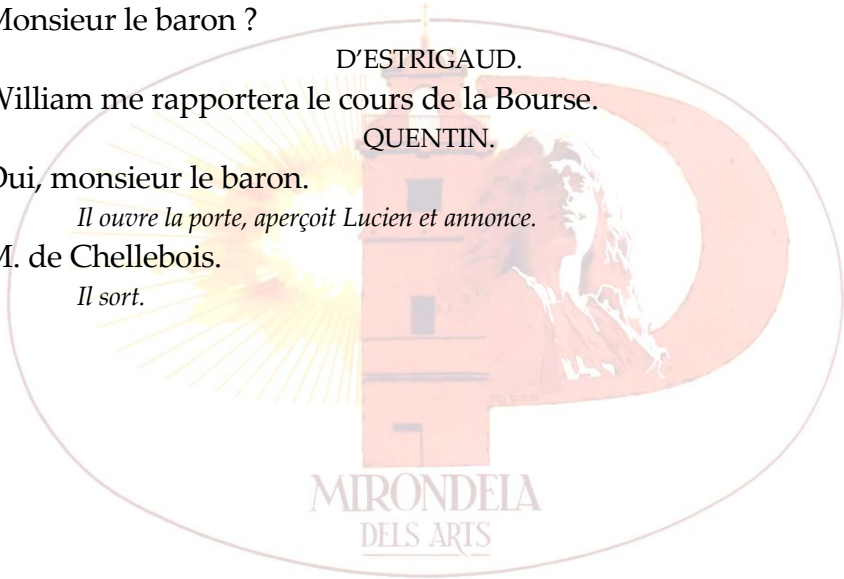 Monsieur le baron ?
D'ESTRIGAUD.
William me rapportera le cours de la Bourse.
QUENTIN.
Oui, monsieur le baron.
Il ouvre la porte, aperçoit Lucien et annonce.
M. de Chellebois.
Il sort.
MIRONDELA
DELS ARTS